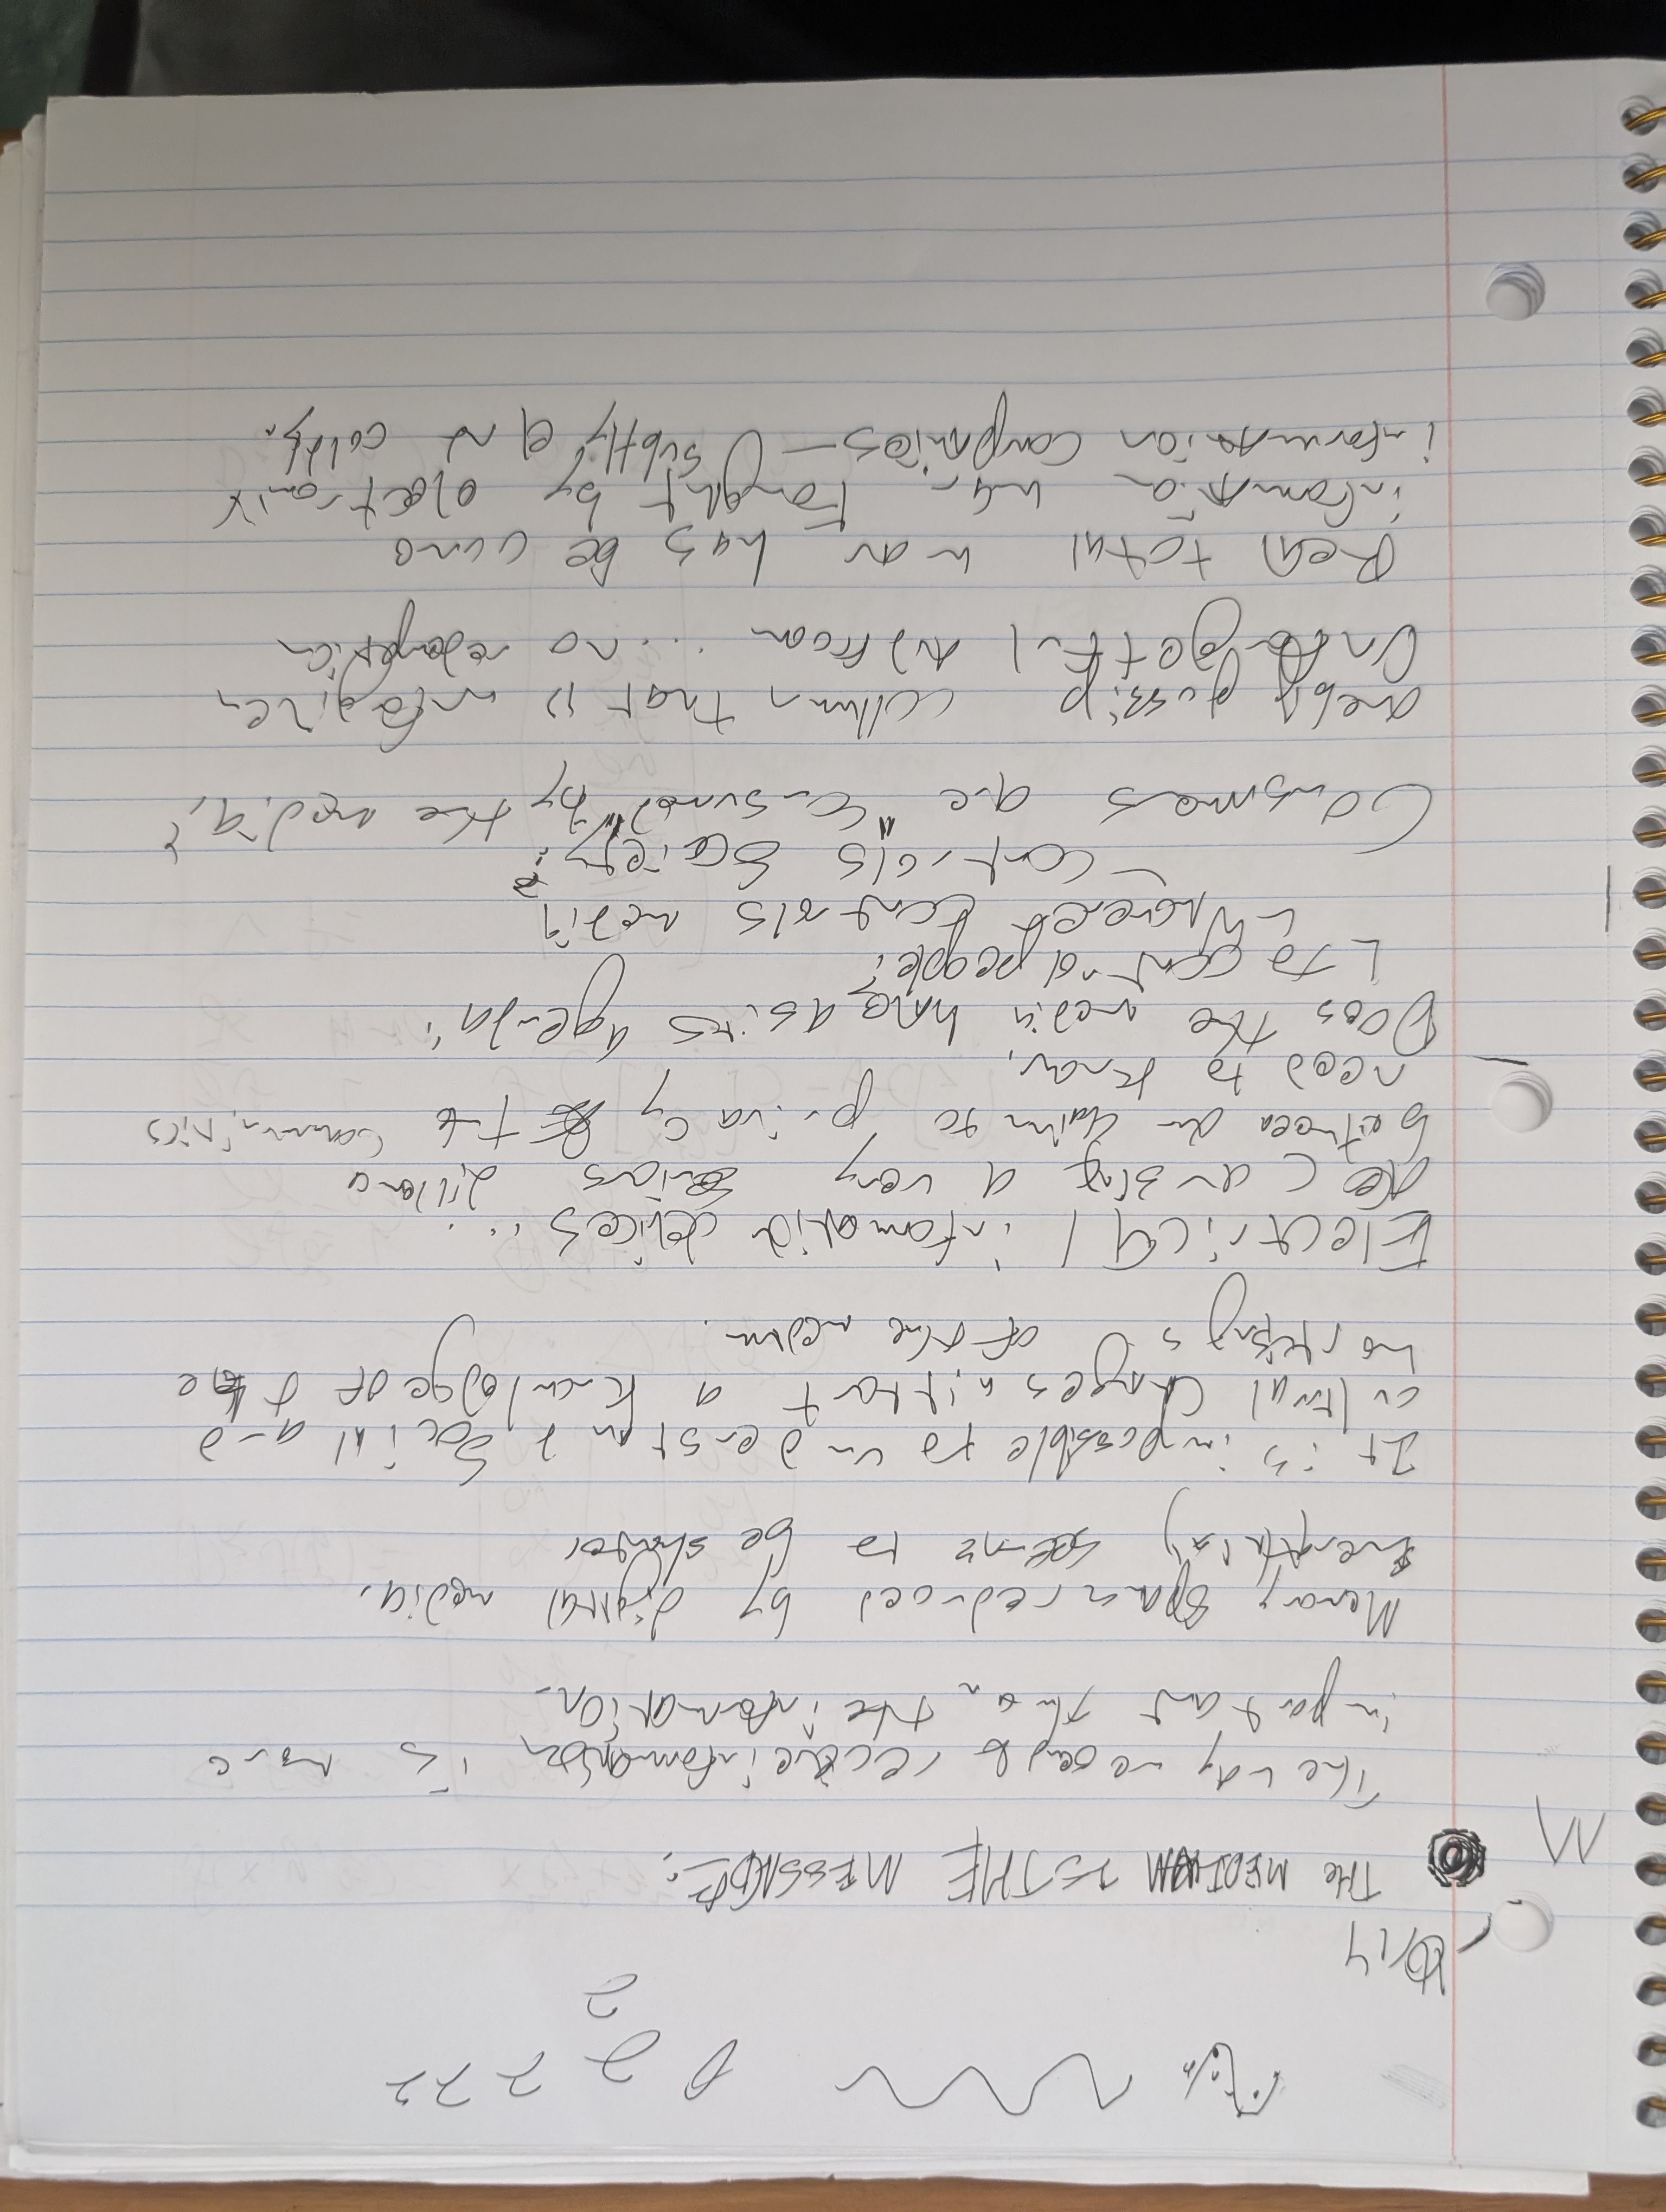 2 2 2 2
2
10/14
M
THe MEDIUM IS THE MESSAGE:
The way we send & recieve information is more
important than the information.
Memory span reduced by digital media.
Everything seems to be shorter
It is impossible to understand Social and
cultural changes without a knowledge of the
workings of the medium.
Electrical information devices...
are causing a very serious dillema
between our claim to privacy & the Communities
need to know.
Does the media have as its agenda:
to control people?
Whoever controls media
- controls Society?
Consumers are "consumed" by the media?
one big gossip collumn that is unforgiven
Unforgetful and from ... no redemption
Real total war has become
information war. Fought by electronic
information companies- subtly and coldly.